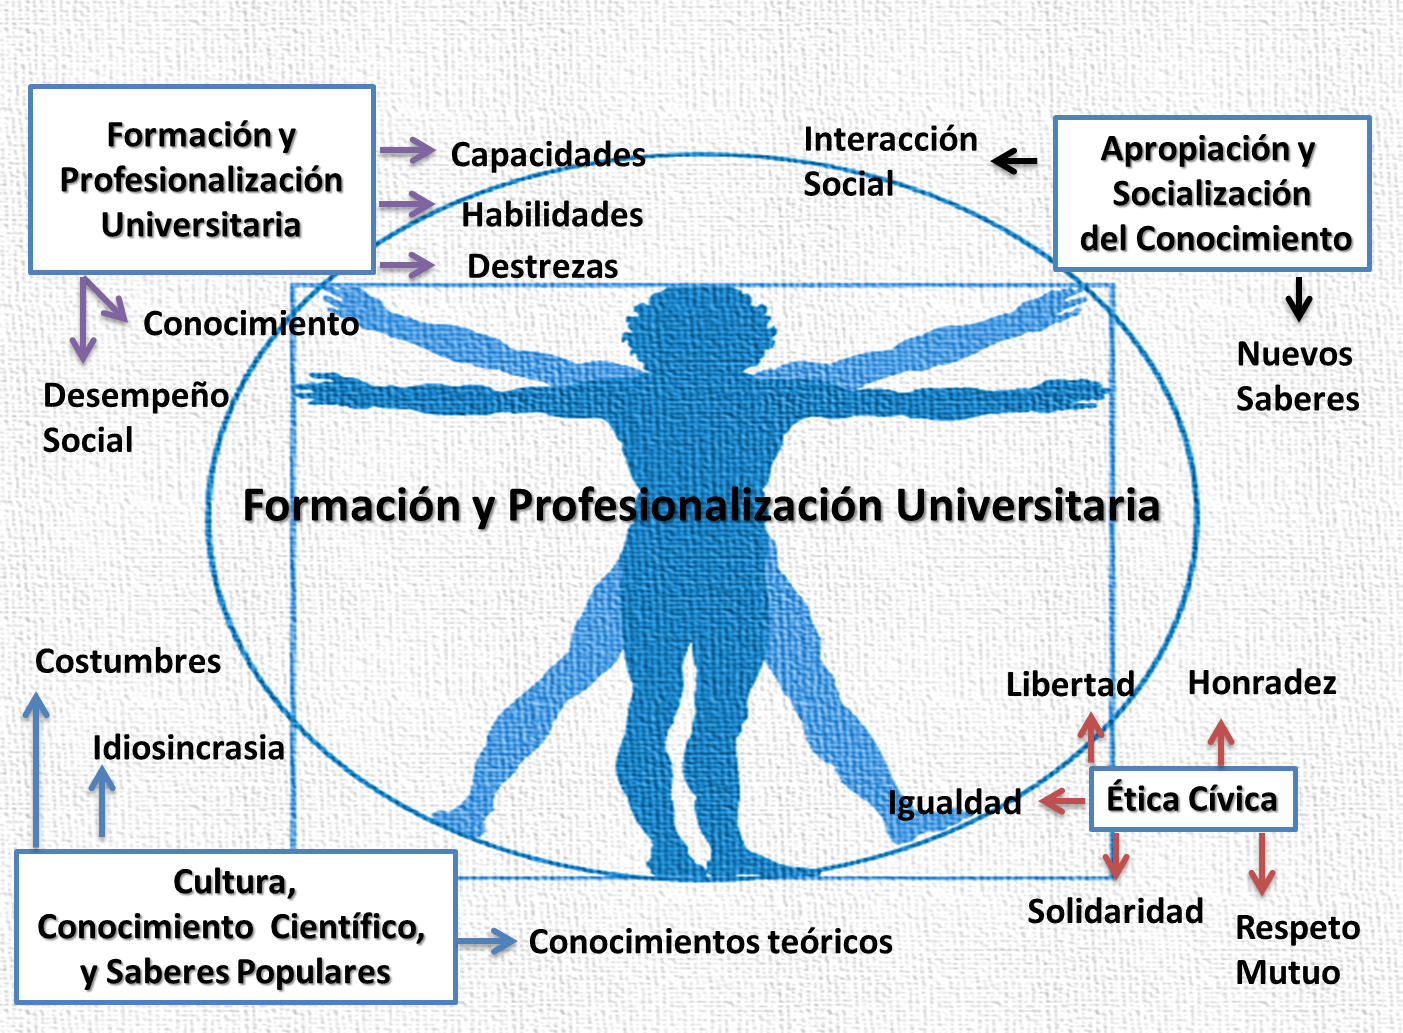 Formación y
Profesionalización
Universitaria
Capacidades
Habilidades
Destrezas
Conocimiento
Desempeño
Social
Interacción
Social
Apropiación y
Socialización
del Conocimiento
Nuevos
Saberes
Formación y Profesionalización Universitaria
Costumbres
Idiosincrasia
Cultura,
Conocimiento Científico,
y Saberes Populares
Conocimientos teóricos
Libertad
Honradez
Igualdad
Ética Cívica
Solidaridad
Respeto
Mutuo